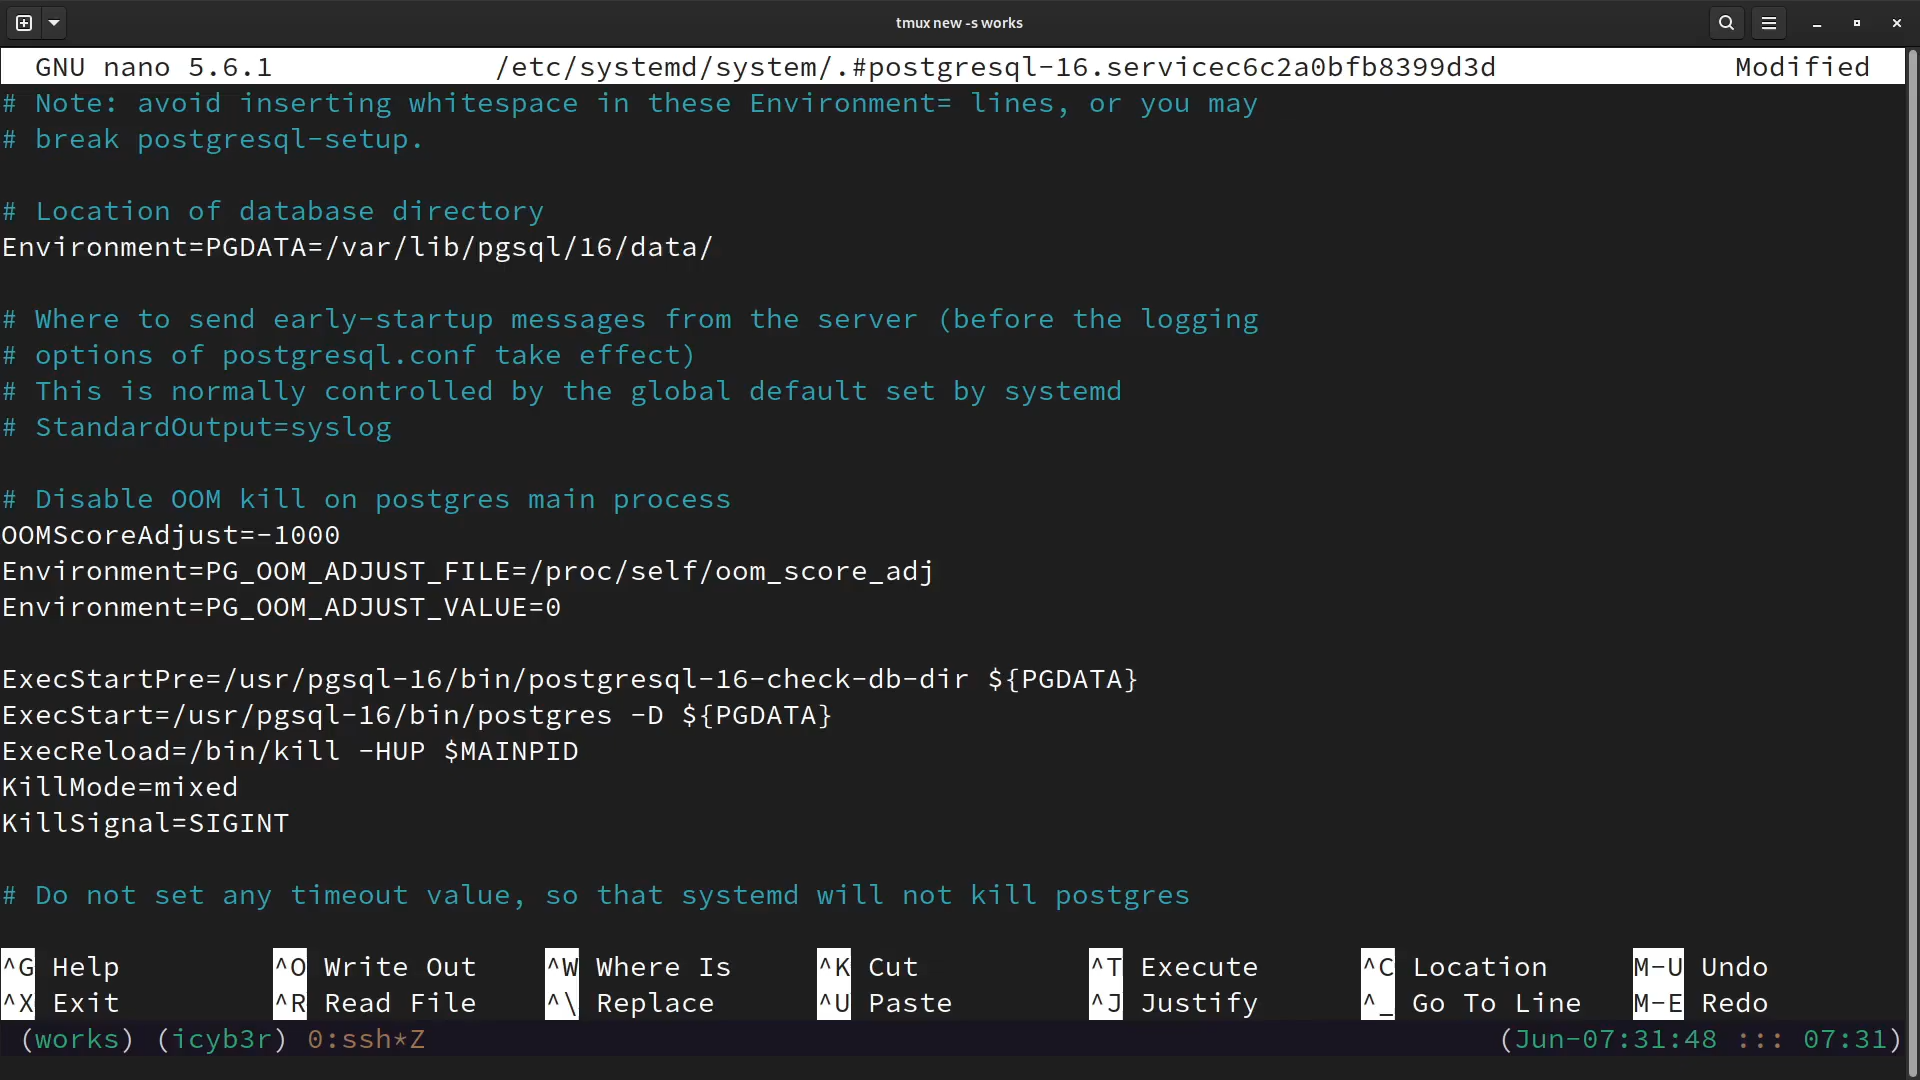 tmux new -s works
GNU nano 5.6.1 /etc/systemd/system/.#postgresql-16.servicec6c2a0bfb8399d3d Modified
# Note: avoid inserting whitespace in these Environment= lines, or you may
# break postgresql-setup.
# Location of database directory
Environment=PGDATA=/var/lib/pgsql/16/data/
# Where to send early-startup messages from the server (before the logging
# options of postgresql.conf take effect)
# This is normally controlled by the global default set by systemd
# StandardOutput=syslog
# Disable OOM kill on postgres main process
OOMScoreAdjust=-1000
Environment=PG_OOM_ADJUST_FILE=/proc/self/oom_score_adj
Environment=PG_OOM_ADJUST_VALUE=0
ExecStartPre=/usr/pgsql-16/bin/postgresql-16-check-db-dir ${PGDATA}
ExecStart=/usr/pgsql-16/bin/postgres -D ${PGDATA}
ExecReload=/bin/kill -HUP $MAINPID
KillMode=mixed
KillSignal=SIGINT
# Do not set any timeout value, so that systemd will not kill postgres
^G Help ^O Write Out ^W Where Is ^K Cut ^T Execute ^C Location M-U Undo
^X Exit ^R Read File ^\ Replace ^U Paste ^J Justify ^_ Go To Line M-E Redo
(works) (icyb3r) 0:ssh*Z (Jun-07:31:48 ::: 07:31)